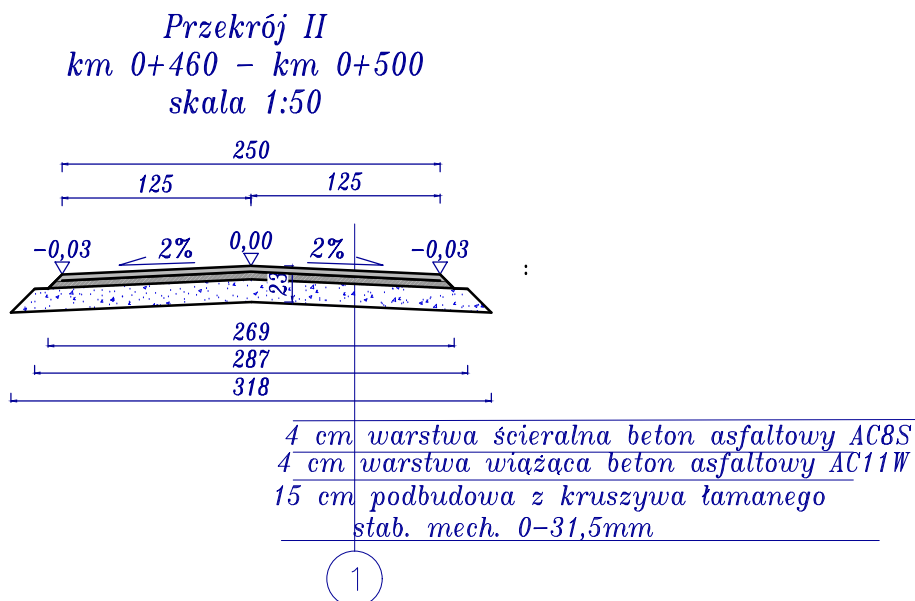 Przekrój II
km 0+460 - km 0+500
skala 1:50
250
125 125
-0,03 2% 0,00 2% -0,03
:
23
269
287
318
4 cm warstwa ścieralna beton asfaltowy AC8S
4 cm warstwa wiążąca beton asfaltowy AC11W
15 cm podbudowa z kruszywa łamanego
stab. mech. 0-31,5mm
1